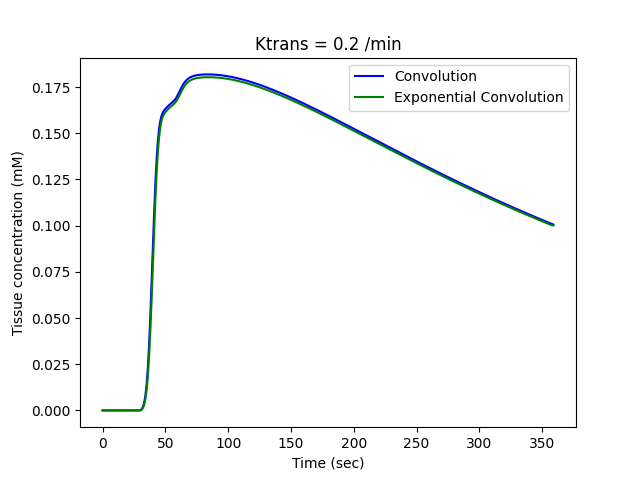 Ktrans = 0.2 /min
Convolution
Exponential Convolution
0.175
0.150
0.125
0.100
0.075
0.050
0.025
0.000
Tissue concentration (mM)
0 50 100 150 200 250 300 350
Time (sec)